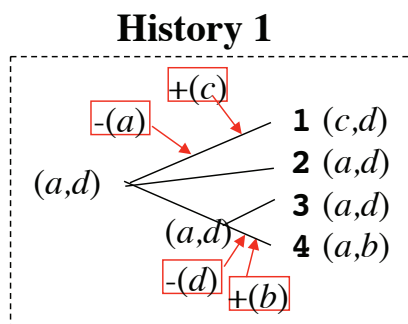 History 1
+(c)
-(a)
1 (c,d)
2 (a,d)
(a,d)
3 (a,d)
(a,d)
4 (a,b)
-(d)
+(b)